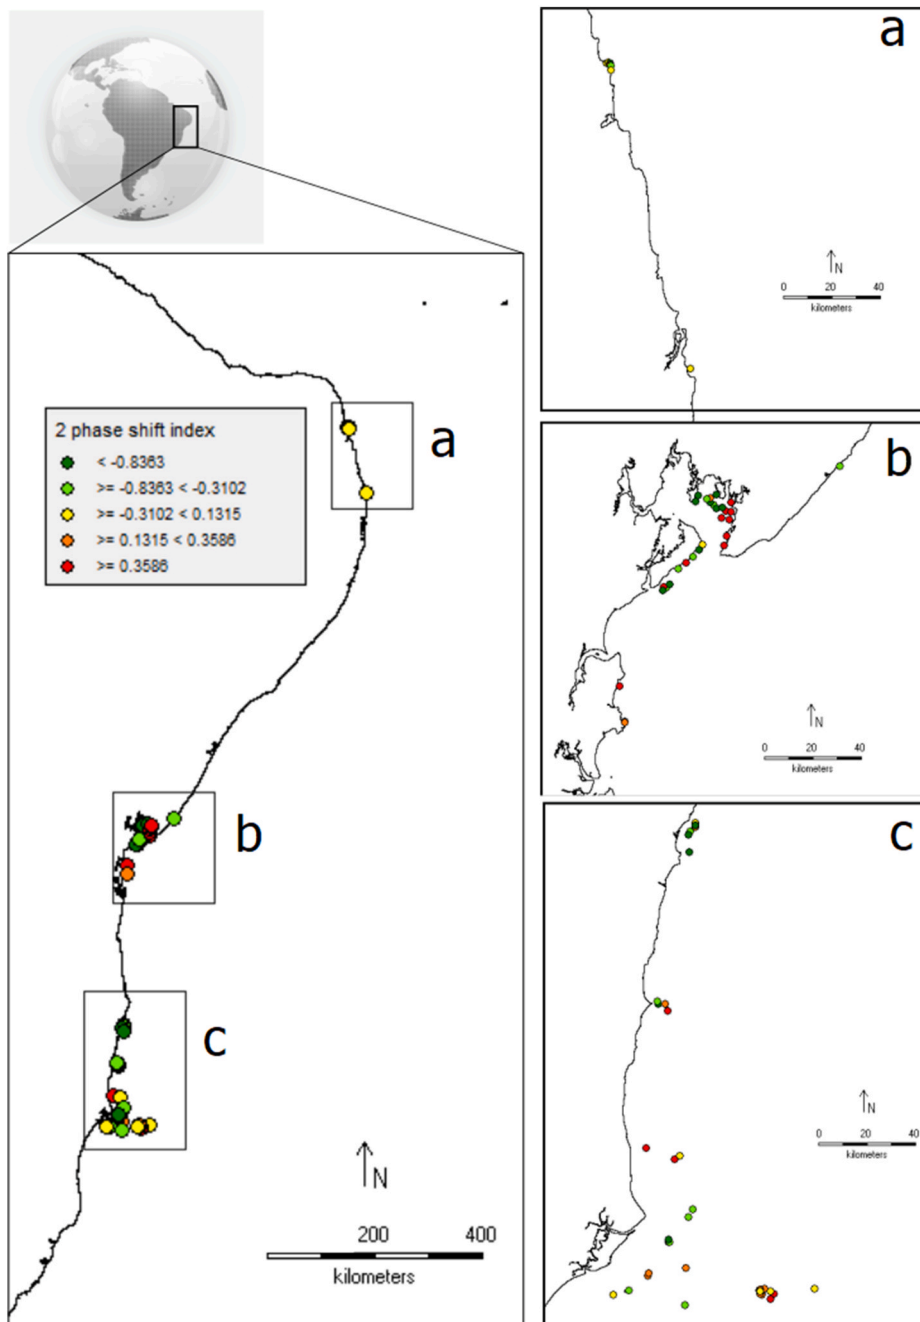 2 phase shift index
< -0.8363
>= -0.8363 < -0.3102
>= -0.3102 < 0.1315
>= 0.1315 < 0.3586
>= 0.3586
a
b
c
N
200 400
kilometers
a
N
0 20 40
kilometers
b
N
0 20 40
kilometers
c
N
0 20 40
kilometers